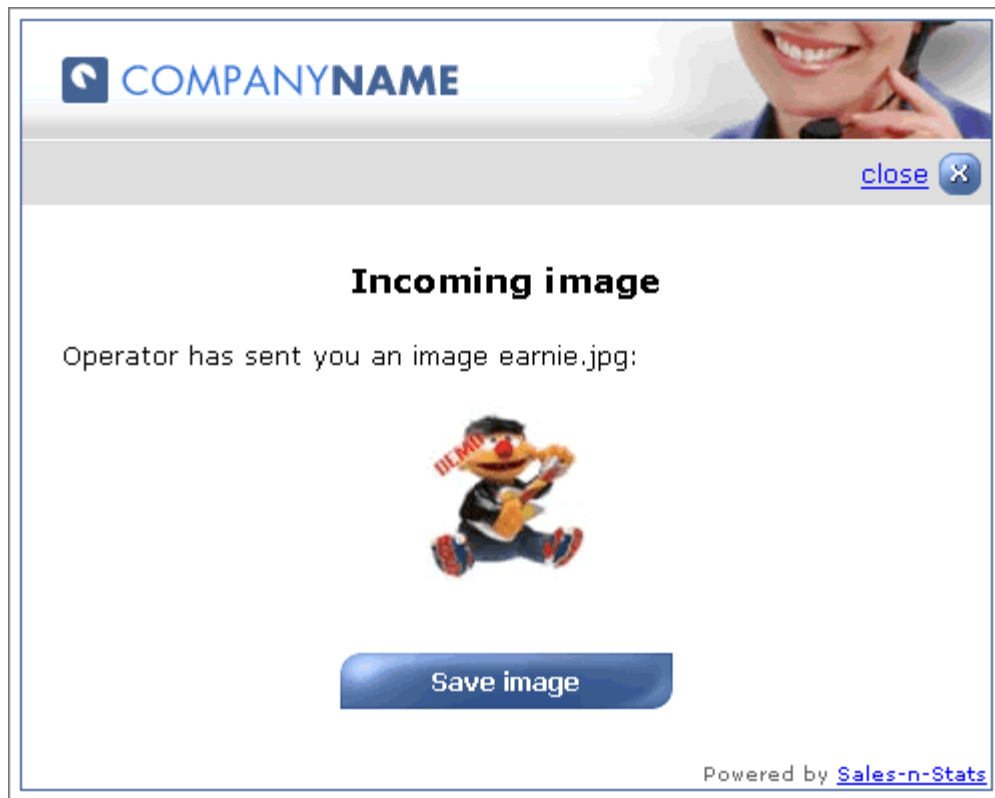 COMPANYNAME
close
Incoming image
Operator has sent you an image earnie.jpg:
DEMO
Save image
Powered by Sales-n-Stats